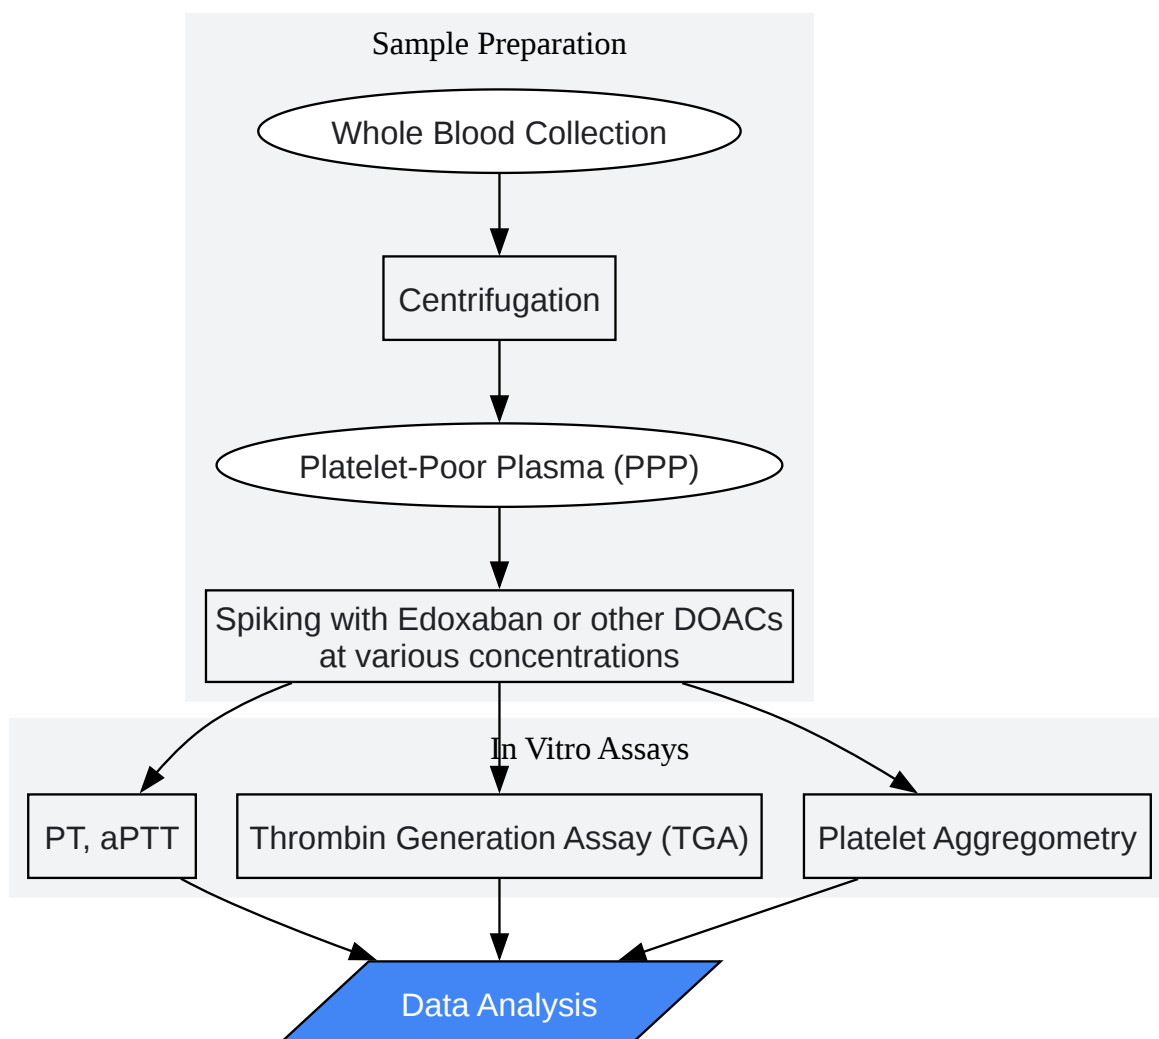 Sample Preparation
Whole Blood Collection
Centrifugation
Platelet-Poor Plasma (PPP)
Spiking with Edoxaban or other DOACs
at various concentrations
In Vitro Assays
PT, aPTT
Thrombin Generation Assay (TGA)
Platelet Aggregometry
Data Analysis